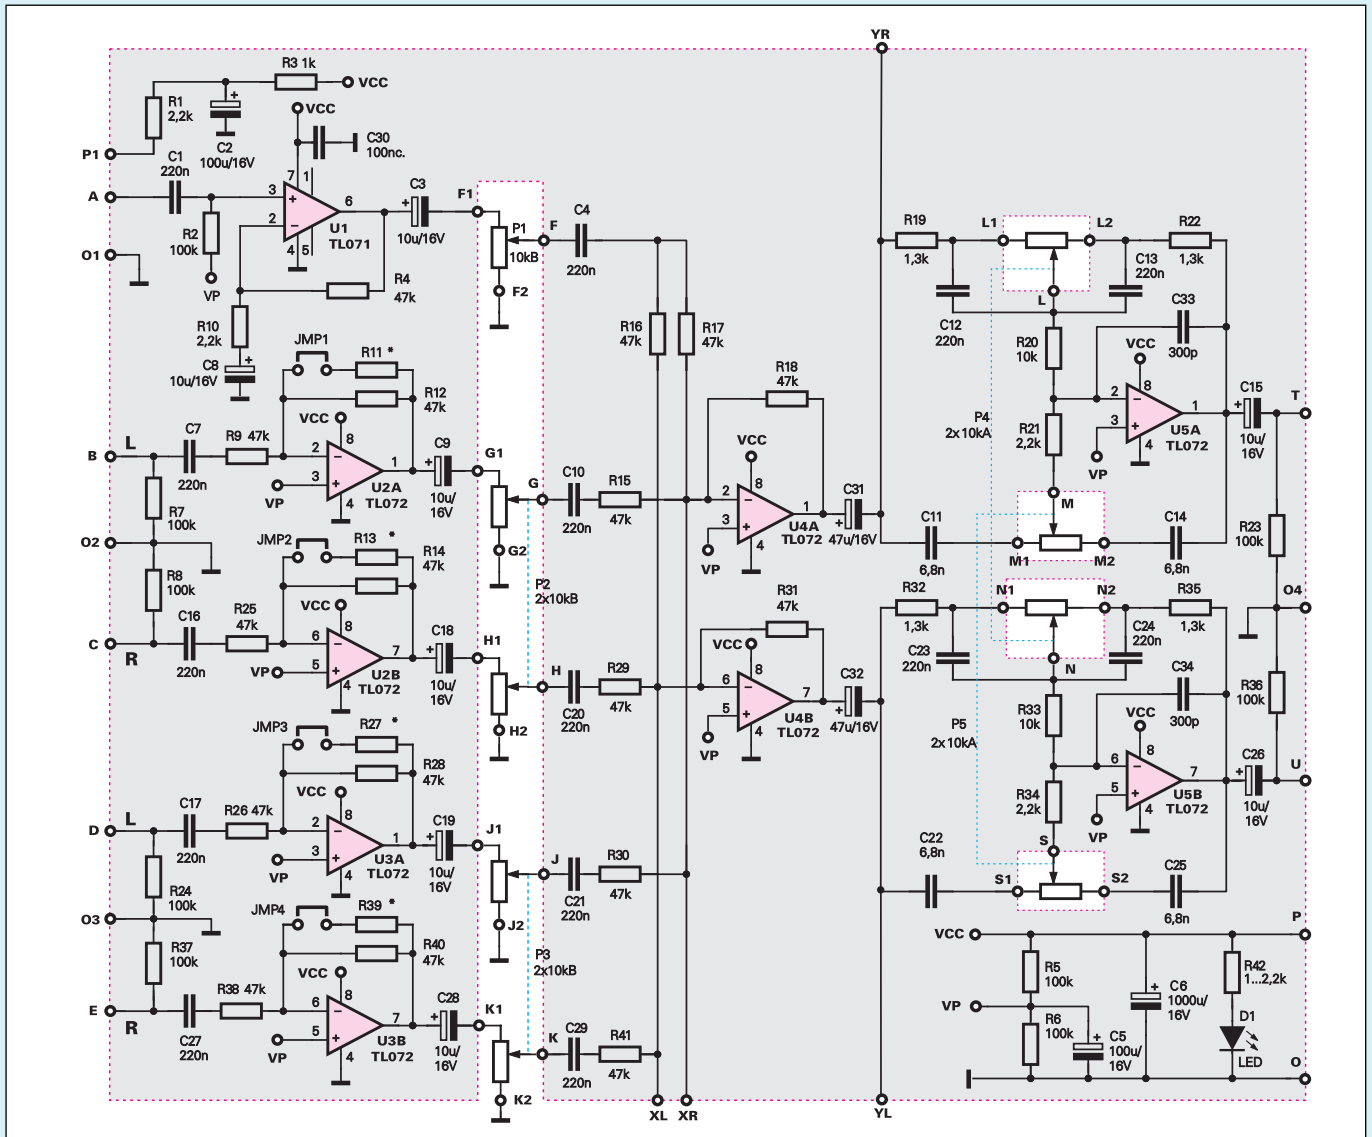 YR
R3 1k
VCC
R1
2,2k
C2
100u/16V
VCC
C30
100nc.
P1
C1
220n
A
R2
100k
VP
O1
7
1
3
+
2
−
6
4
5
U1
TL071
C3
+
10u/16V
F1
P1
10kB
F
F2
C4
220n
R4
47k
R10
2,2k
C8
10u/16V
+
R16
47k
R17
47k
JMP1
R11 *
R12
47k
VCC
B
L
C7
220n
R9 47k
2
8
−
3
+
1
4
VP
U2A
TL072
C9
+
10u/
16V
G1
G
G2
C10
220n
R15
47k
R7
100k
O2
R8
100k
JMP2
R13 *
R14
47k
VCC
C
R
C16
220n
R25
47k
6
8
−
5
+
7
4
VP
U2B
TL072
C18
+
10u/
16V
H1
H
H2
P2
2x10kB
C20
220n
R29
47k
JMP3
R27 *
R28
47k
VCC
D
L
C17
220n
R26 47k
2
8
−
3
+
1
4
VP
U3A
TL072
C19
+
10u/
16V
J1
J
J2
C21
220n
R30
47k
R24
100k
O3
R37
100k
JMP4
R39 *
R40
47k
VCC
E
R
C27
220n
R38 47k
6
8
−
5
+
7
4
VP
U3B
TL072
C28
+
10u/
16V
K1
K
K2
P3
2x10kB
C29
220n
R41
47k
XL
XR
YL
R18
47k
VCC
2
8
−
3
+
1
4
VP
U4A
TL072
C31
+
47u/16V
R31
47k
VCC
6
8
−
5
+
7
4
VP
U4B
TL072
C32
+
47u/16V
R19
1,3k
L1
L2
L
R22
1,3k
C12
220n
C13
220n
C33
300p
R20
10k
VCC
P4
2x10kA
R21
2,2k
2
8
−
3
+
1
4
VP
U5A
TL072
C15
+
10u/
16V
T
M
M1
M2
C11
6,8n
C14
6,8n
R23
100k
R32
1,3k
N1
N2
N
R35
1,3k
O4
C23
220n
C24
220n
C34
300p
R36
100k
R33
10k
VCC
P5
2x10kA
R34
2,2k
6
8
−
5
+
7
4
VP
U5B
TL072
C26
+
10u/
16V
U
S
S1
S2
C22
6,8n
C25
6,8n
VCC
P
R5
100k
VP
R6
100k
C5
100u/
16V
+
C6
1000u/
16V
+
R42
1...2,2k
D1
LED
O